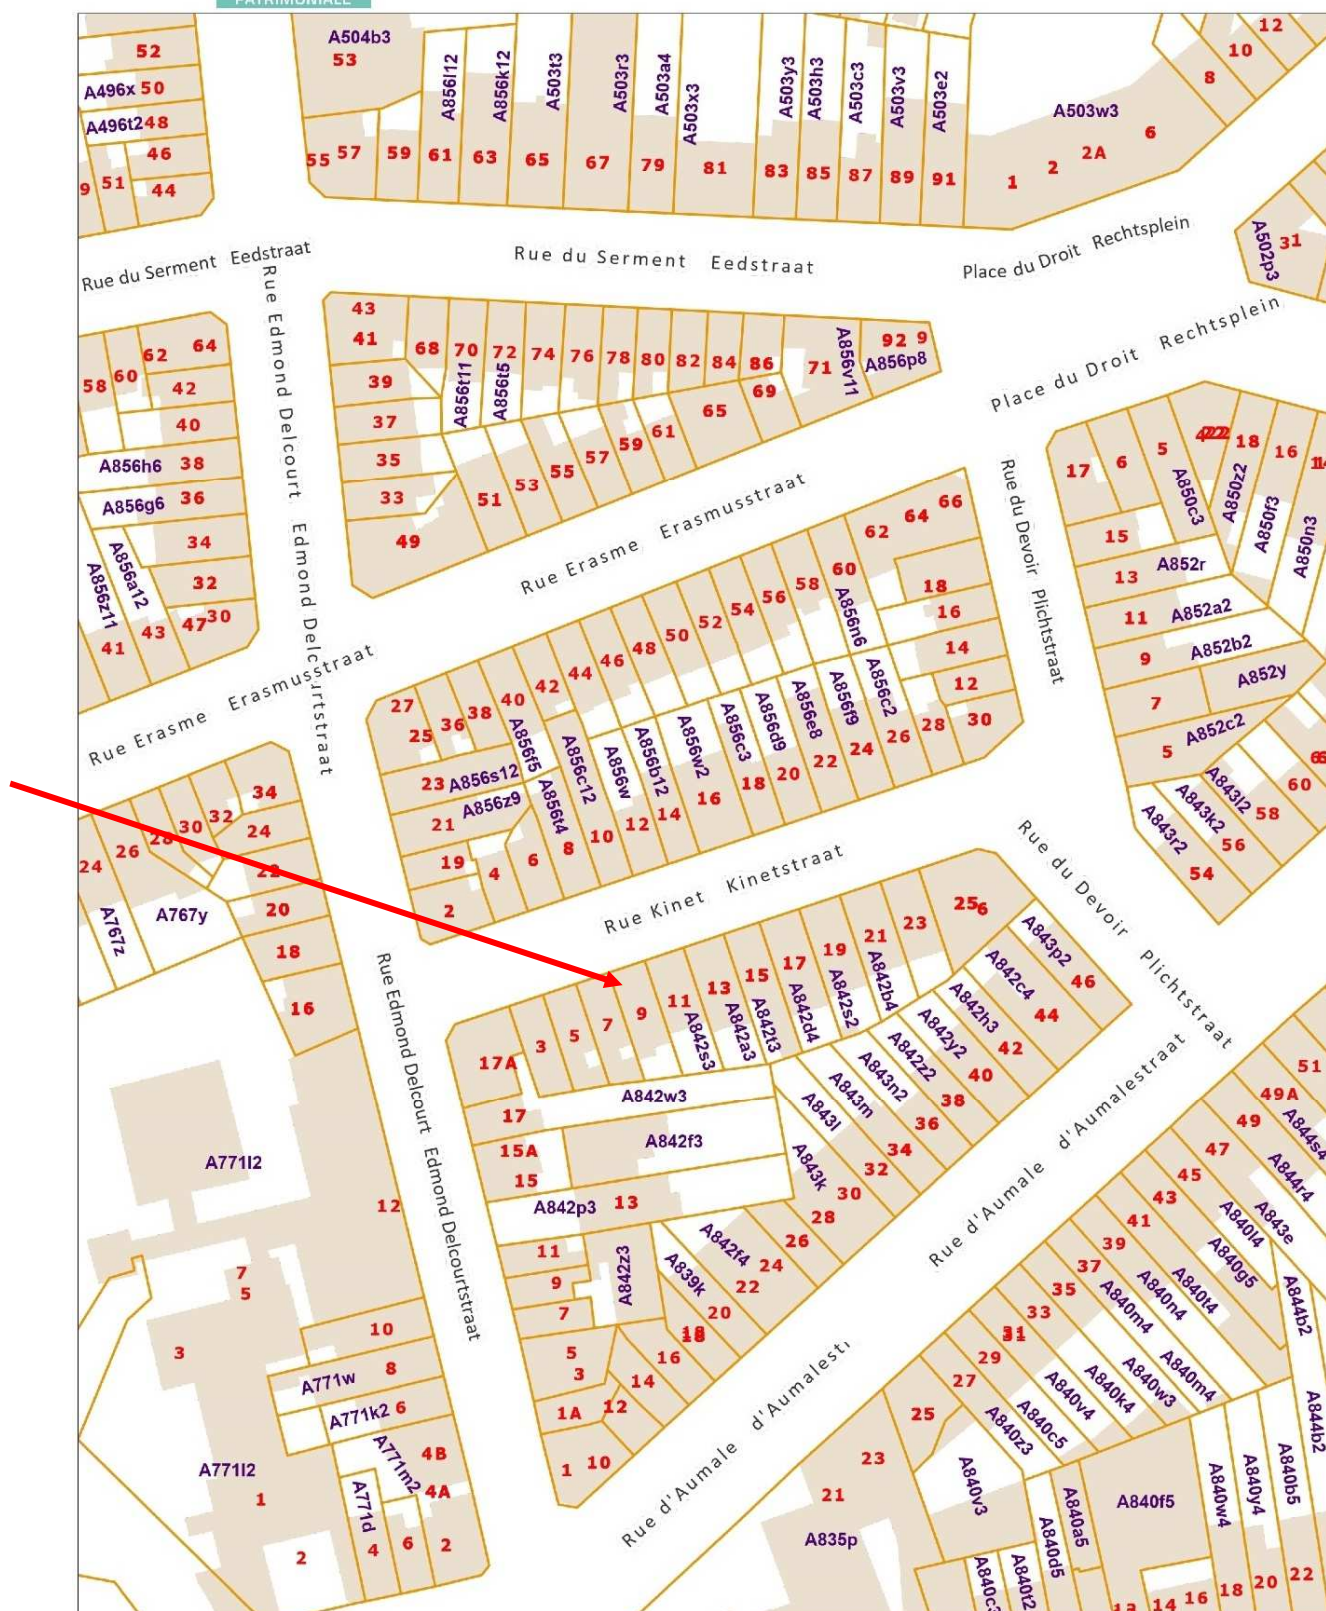 PATRIMONIALE
52
A504b3
53
A496x 50
A496t2 48
46
9 51 44
A856l12
A856k12
A503t3
A503r3
A503a4
A503x3
A503y3
A503h3
A503c3
A503v3
A503e2
A503w3
12
10
8
6
2A
2
1
55 57 59 61 63 65 67 79 81 83 85 87 89 91
Rue du Serment Eedstraat
Rue du Serment Eedstraat
Place du Droit Rechtsplein
A502p3 31
Place du Droit Rechtsplein
Rue Edmond Delcourt Edmond Delcourtstraat
43
41
39
37
35
33
49
68 70 72 74 76 78 80 82 84 86
A856t11
A856t5
71
A856v11
92 9
A856p8
69
65
61
59
57
55
53
51
58 60 62 64
42
40
A856h6 38
A856g6 36
34
32
30
A856z11
A856a12
41 43 47
Rue Erasme Erasmusstraat
Rue Erasme Erasmusstraat
Rue du Devoir Plichtstraat
17 6 5
22
18 16
A850c3
A850z2
A850f3
A850n3
15
13 A852r
11 A852a2
9 A852b2
7 A852y
5 A852c2
A843l2
A843k2
A843r2
60
58
56
54
27
25 36 38 40 42 44 46 48 50 52 54 56 58 60 62 64 66
18
16
14
12
30
23 A856s12
21 A856z9
19
2
A856f5
A856t4
A856c12
A856w
A856b12
A856w2
A856c3
A856d9
A856e8
A856f9
A856n6
A856c2
4 6 8 10 12 14 16 18 20 22 24 26 28
24 26 28 30 32 34
24
22
20
18
16
A767z
A767y
Rue Kinet Kinetstraat
Rue du Devoir Plichtstraat
Rue Edmond Delcourt Edmond Delcourtstraat
17A 3 5 7 9 11 13 15 17 19 21 23 25 6
A842s3
A842a3
A842t3
A842d4
A842s2
A842b4
A843p2
A842c4
A842h3
A842y2
A842z2
A843n2
A843m
A843l
A843k
46
44
42
40
38
36
34
32
30
28
26
24
22
20
18
16
14
12
10
17
15A
15
A842w3
A842f3
A842p3 13
11
9
7
5
3
1A
1
A842z3
A839k
A842f4
A771l2
12
7
5
3
10
A771w 8
A771k2 6
4B
4A
A771m2
A771d
A771l2
1
2
4 6 2
Rue d'Aumale d'Aumalestraat
Rue d'Aumale d'Aumalest
51
49A
49
47
45
43
41
39
37
35
33
31
29
27
25
23
21
A835p
A844s4
A844r4
A843e
A840l4
A840g5
A840t4
A840n4
A840m4
A844b2
A840m4
A840w3
A840k4
A840v4
A840c5
A840z3
A840v3
A840d5
A840a5
A840f5
A840w4
A840y4
A840b5
A844b2
A840c3
A840t2
13 14 16 18 20 22